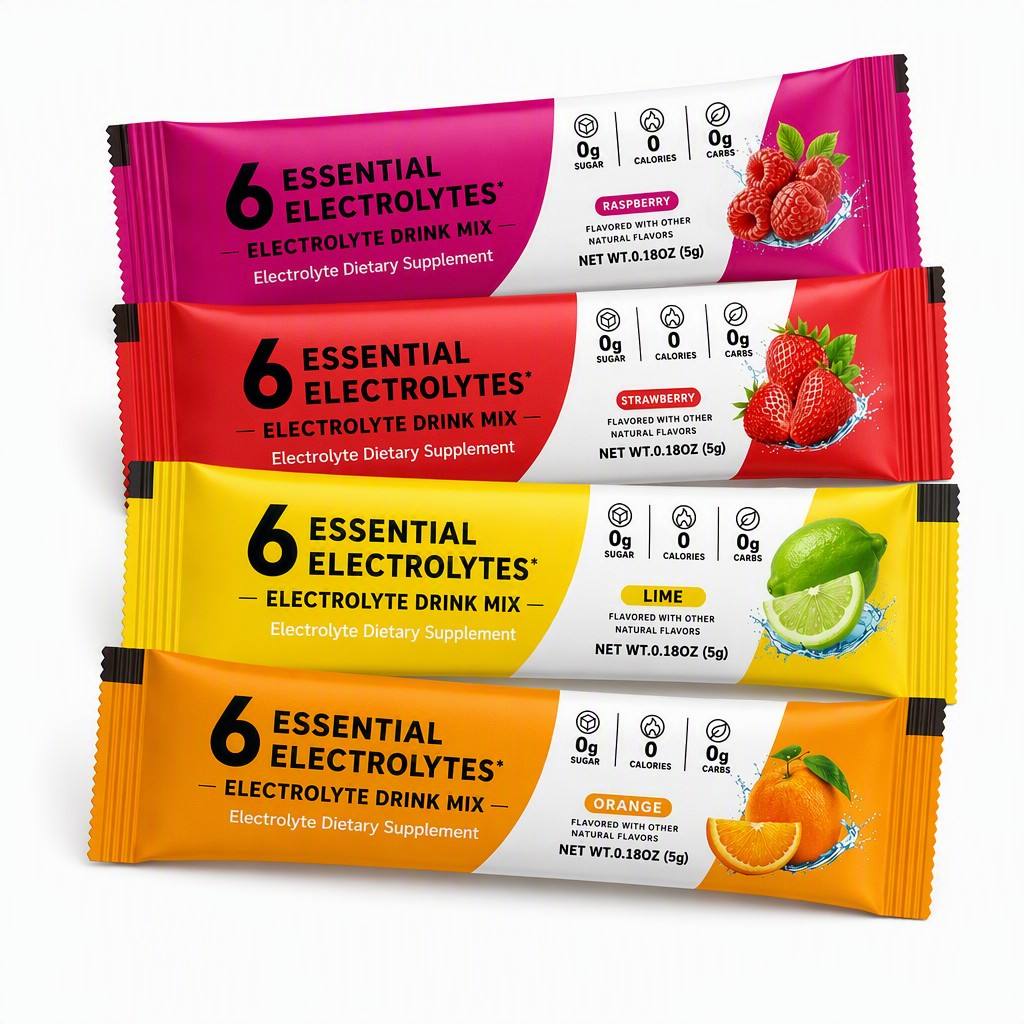 6 ESSENTIAL
ELECTROLYTES*
— ELECTROLYTE DRINK MIX —
Electrolyte Dietary Supplement
0g 0 0g
SUGAR CALORIES CARBS
RASPBERRY
FLAVORED WITH OTHER
NATURAL FLAVORS
NET WT.0.18OZ (5g)
6 ESSENTIAL
ELECTROLYTES*
— ELECTROLYTE DRINK MIX —
Electrolyte Dietary Supplement
0g 0 0g
SUGAR CALORIES CARBS
STRAWBERRY
FLAVORED WITH OTHER
NATURAL FLAVORS
NET WT.0.18OZ (5g)
6 ESSENTIAL
ELECTROLYTES*
— ELECTROLYTE DRINK MIX —
Electrolyte Dietary Supplement
0g 0 0g
SUGAR CALORIES CARBS
LIME
FLAVORED WITH OTHER
NATURAL FLAVORS
NET WT.0.18OZ (5g)
6 ESSENTIAL
ELECTROLYTES*
— ELECTROLYTE DRINK MIX —
Electrolyte Dietary Supplement
0g 0 0g
SUGAR CALORIES CARBS
ORANGE
FLAVORED WITH OTHER
NATURAL FLAVORS
NET WT.0.18OZ (5g)